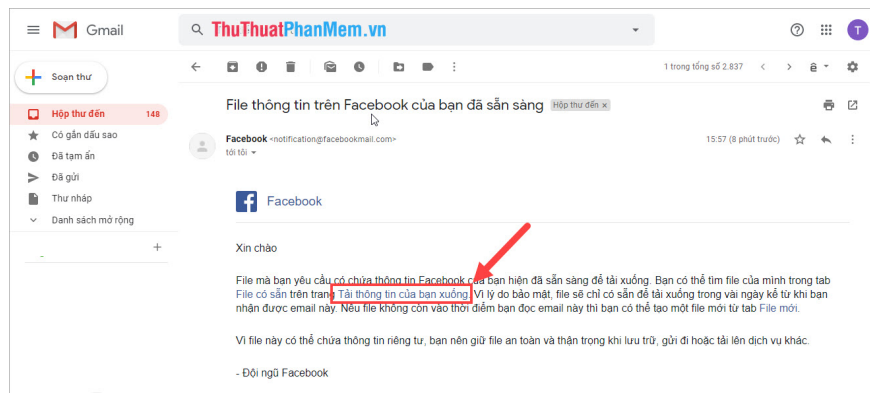 Gmail
ThuThuatPhanMem.vn
T
Soạn thư
1 trong tổng số 2.837
Hộp thư đến 148
Có gắn dấu sao
Đã tạm ẩn
Đã gửi
Thư nháp
Danh sách mở rộng
File thông tin trên Facebook của bạn đã sẵn sàng Hộp thư đến x
Facebook <notification@facebookmail.com> 15:57 (8 phút trước)
tới tôi
Facebook
Xin chào
File mà bạn yêu cầu có chứa thông tin Facebook của bạn hiện đã sẵn sàng để tải xuống. Bạn có thể tìm file của mình trong tab
File có sẵn trên trang Tải thông tin của bạn xuống. Vì lý do bảo mật, file sẽ chỉ có sẵn để tải xuống trong vài ngày kể từ khi bạn
nhận được email này. Nếu file không còn vào thời điểm bạn đọc email này thì bạn có thể tạo một file mới từ tab File mới.
Vì file này có thể chứa thông tin riêng tư, bạn nên giữ file an toàn và thận trọng khi lưu trữ, gửi đi hoặc tải lên dịch vụ khác.
- Đội ngũ Facebook